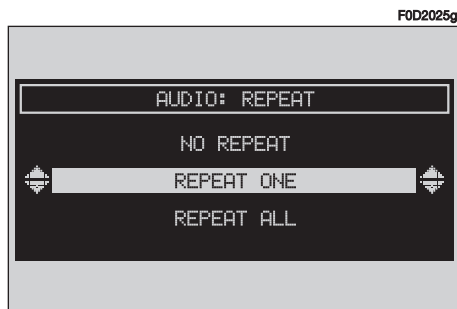 F0D2025g
AUDIO: REPEAT
NO REPEAT
REPEAT ONE
REPEAT ALL